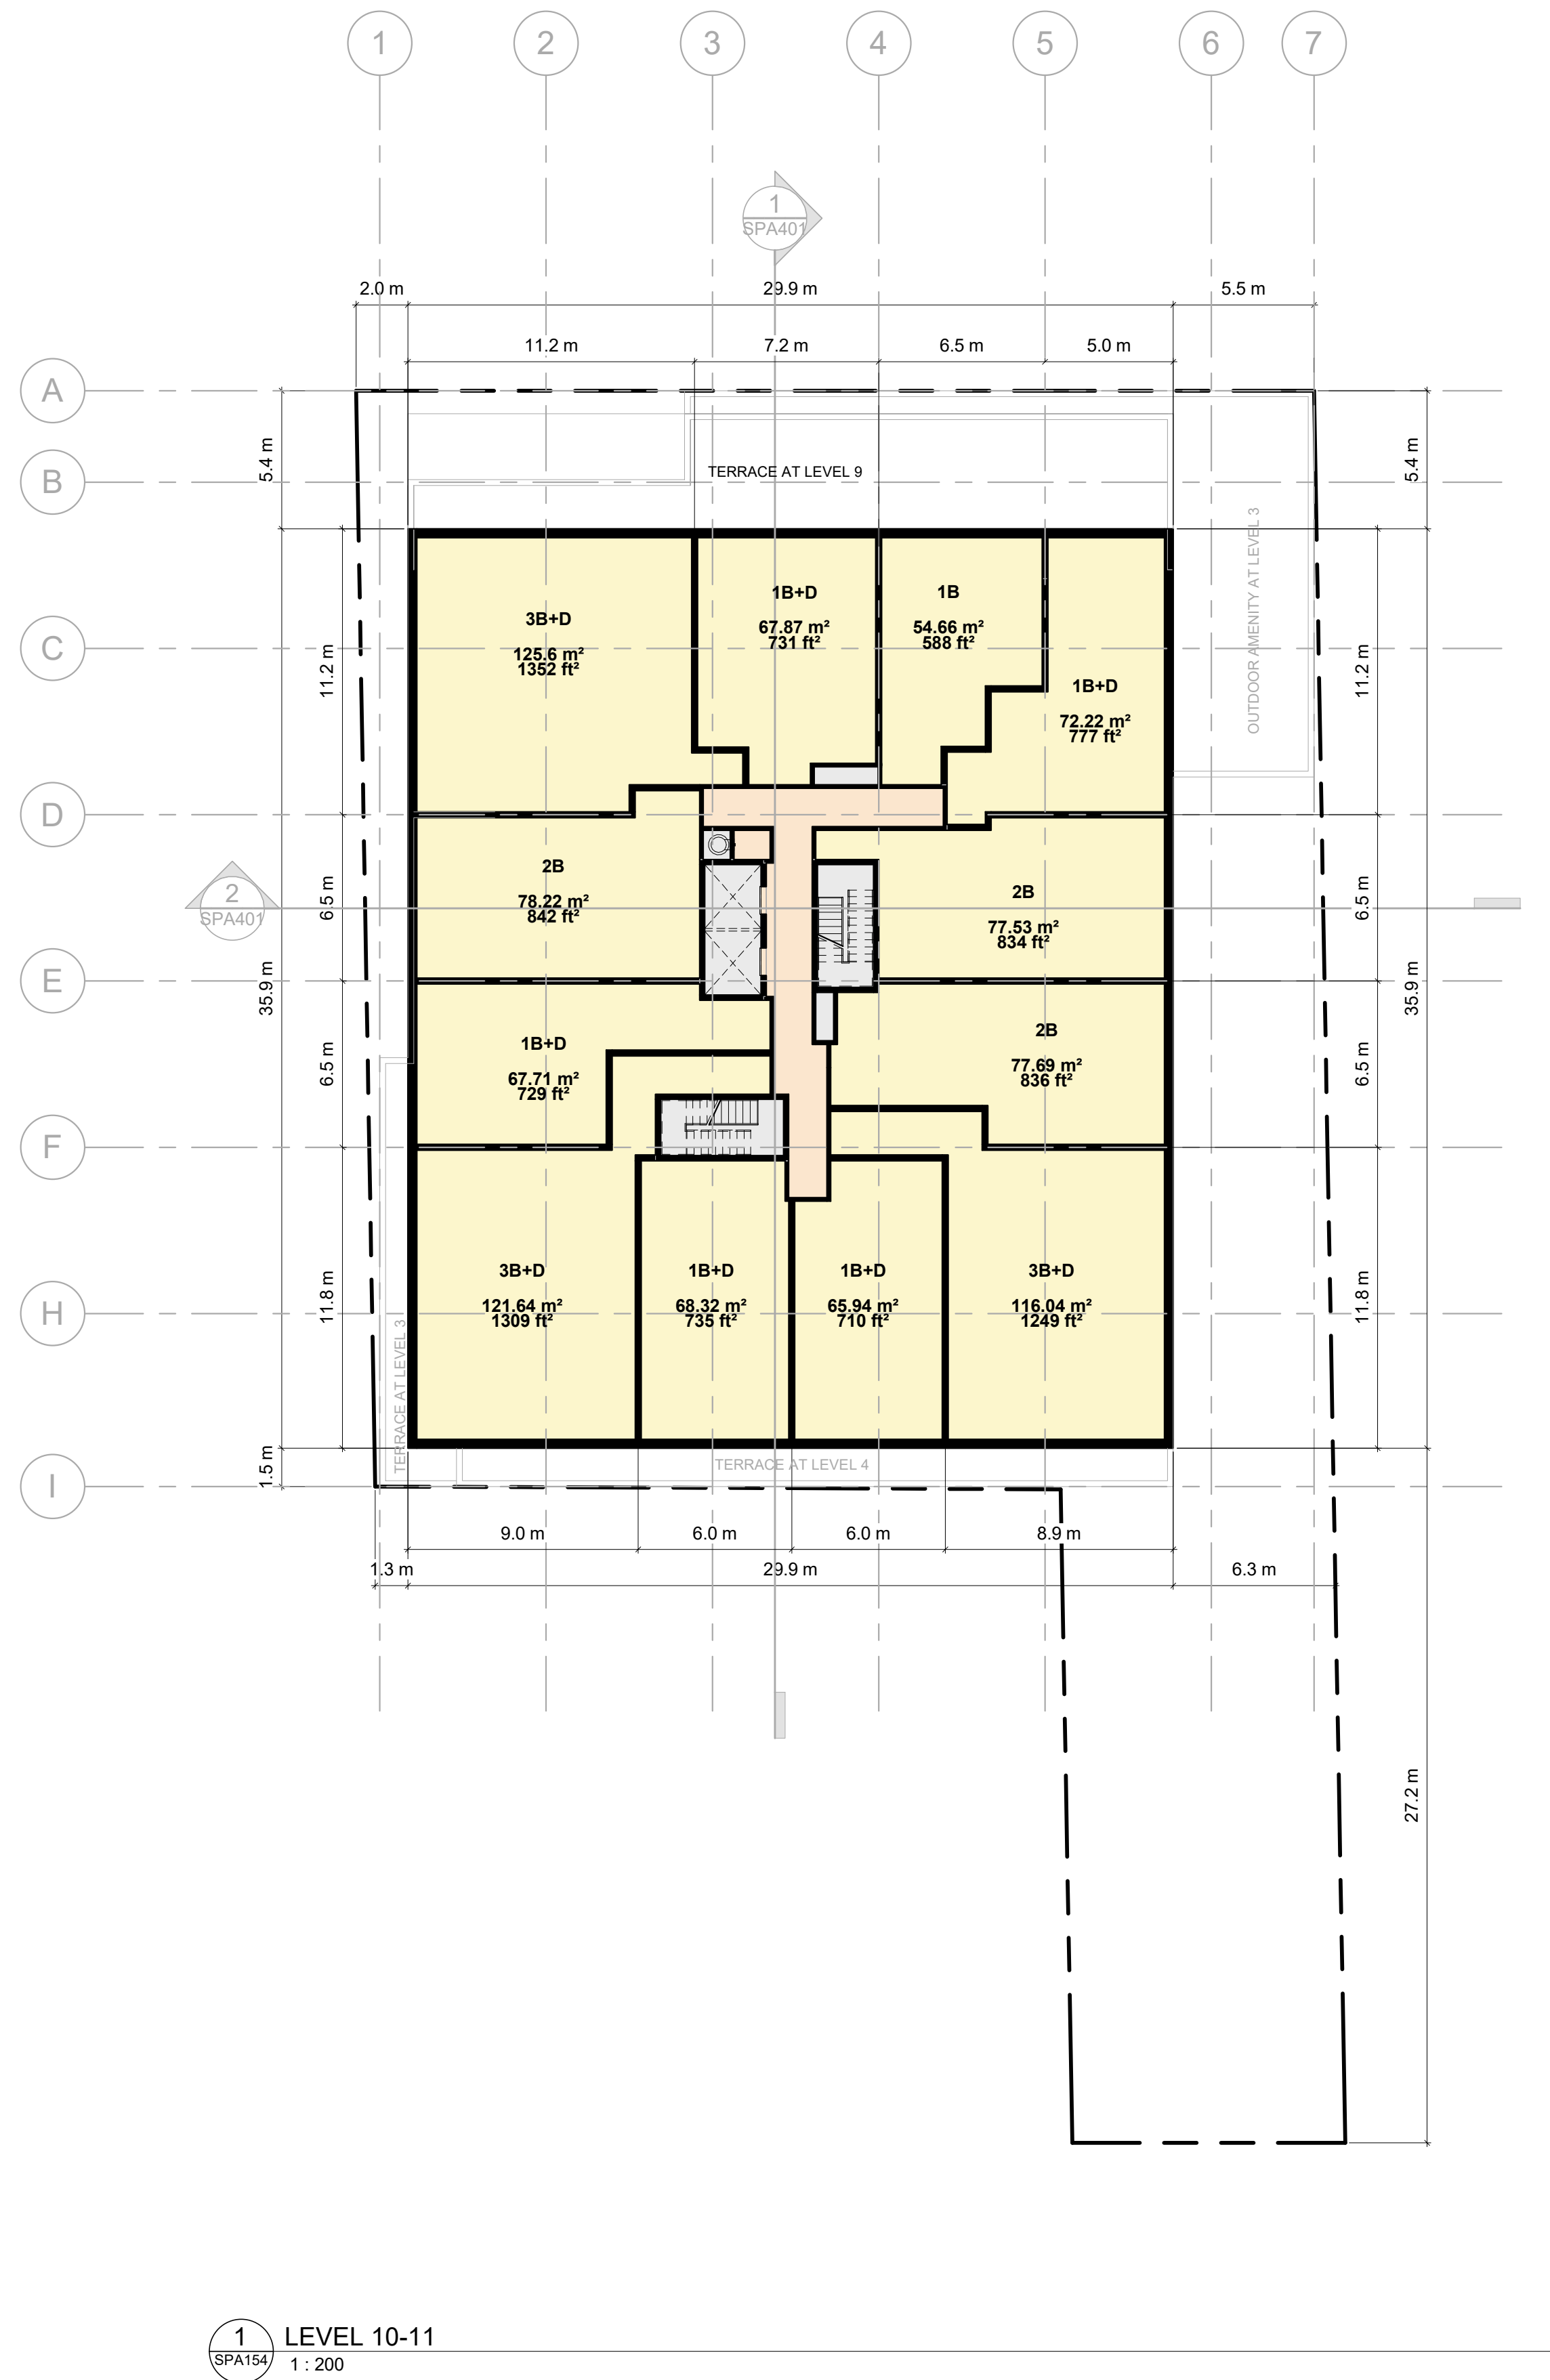 1
2
3
4
5
6
7
1
SPA401
2.0 m
29.9 m
5.5 m
11.2 m
7.2 m
6.5 m
5.0 m
A
B
C
D
E
F
H
I
5.4 m
5.4 m
TERRACE AT LEVEL 9
OUTDOOR AMENITY AT LEVEL 3
11.2 m
11.2 m
3B+D
125.6 m²
1352 ft²
1B+D
67.87 m²
731 ft²
1B
54.66 m²
588 ft²
1B+D
72.22 m²
777 ft²
2
SPA401
6.5 m
6.5 m
2B
78.22 m²
842 ft²
2B
77.53 m²
834 ft²
35.9 m
35.9 m
6.5 m
6.5 m
1B+D
67.71 m²
729 ft²
2B
77.69 m²
836 ft²
11.8 m
11.8 m
3B+D
121.64 m²
1309 ft²
1B+D
68.32 m²
735 ft²
1B+D
65.94 m²
710 ft²
3B+D
116.04 m²
1249 ft²
TERRACE AT LEVEL 3
1.5 m
TERRACE AT LEVEL 4
9.0 m
6.0 m
6.0 m
8.9 m
1.3 m
29.9 m
6.3 m
27.2 m
1
SPA154
LEVEL 10-11
1 : 200